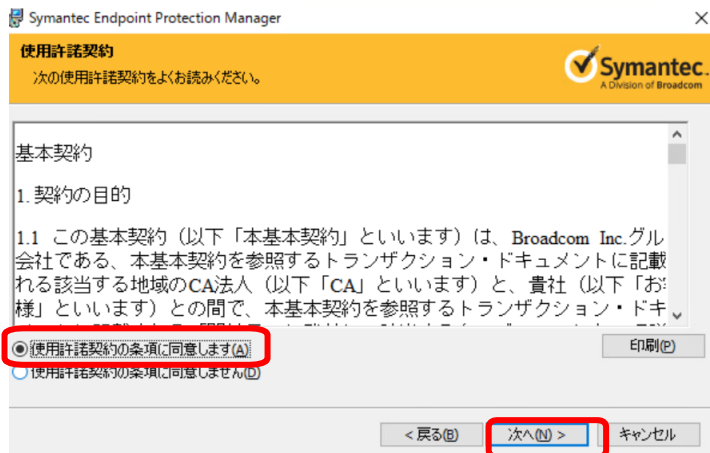 Symantec Endpoint Protection Manager
使用許諾契約
次の使用許諾契約をよくお読みください。
Symantec.
A Division of Broadcom
基本契約
1. 契約の目的
1.1 この基本契約（以下「本基本契約」といいます）は、Broadcom Inc.グル
会社である、本基本契約を参照するトランザクション・ドキュメントに記載
れる該当する地域のCA法人（以下「CA」といいます）と、貴社（以下「お
様」といいます）との間で、本基本契約を参照するトランザクション・ドキ
使用許諾契約の条項に同意します(A)
印刷(P)
使用許諾契約の条項に同意しません(D)
< 戻る(B)
次へ(N) >
キャンセル